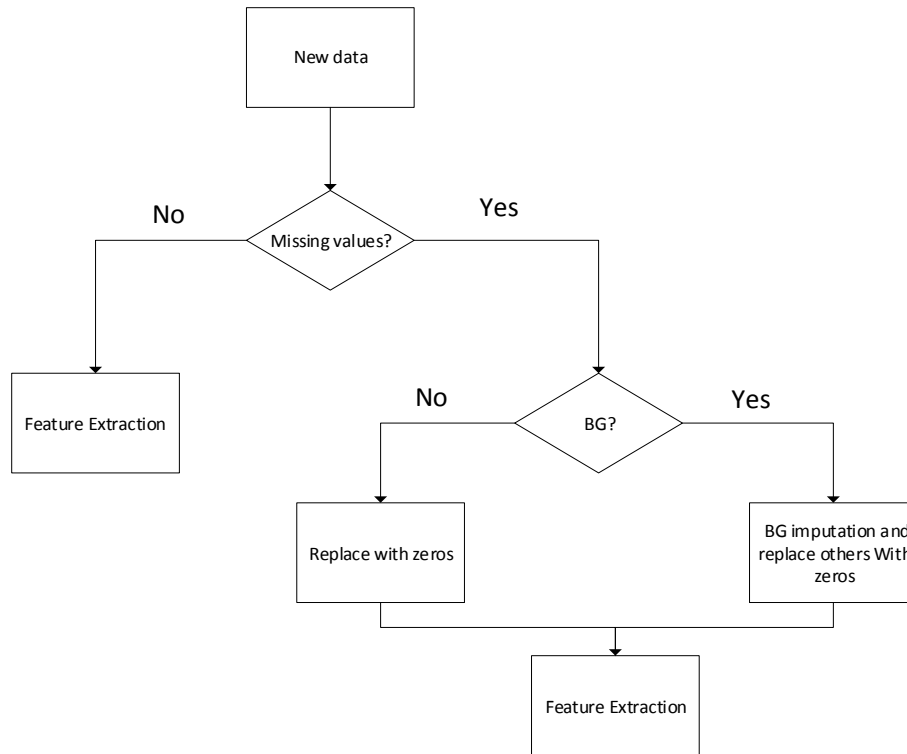 New data
No
Yes
Missing values?
Feature Extraction
No
Yes
BG?
Replace with zeros
BG imputation and
replace others With
zeros
Feature Extraction